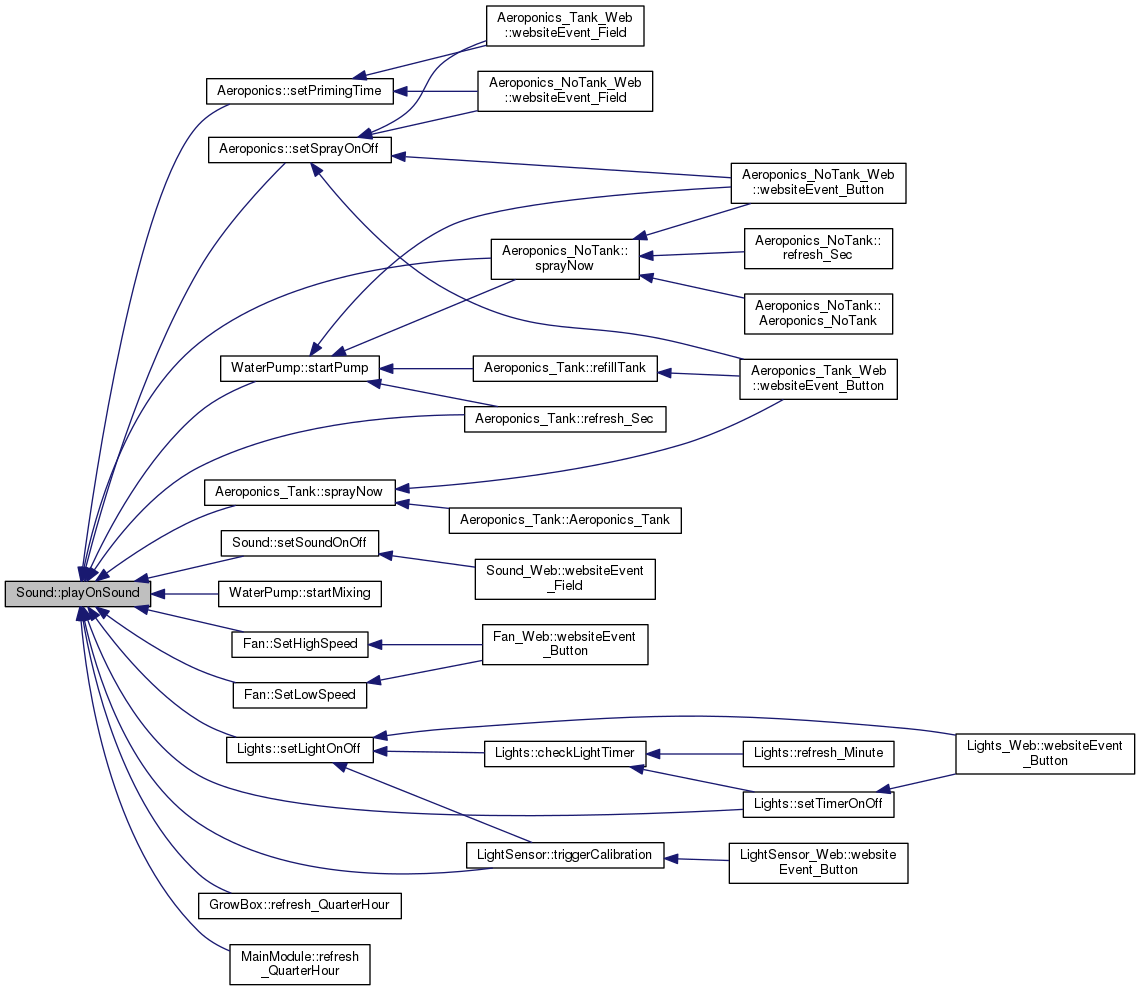 Aeroponics_Tank_Web
::websiteEvent_Field
Aeroponics::setPrimingTime
Aeroponics_NoTank_Web
::websiteEvent_Field
Aeroponics::setSprayOnOff
Aeroponics_NoTank_Web
::websiteEvent_Button
Aeroponics_NoTank::
sprayNow
Aeroponics_NoTank::
refresh_Sec
Aeroponics_NoTank::
Aeroponics_NoTank
WaterPump::startPump
Aeroponics_Tank::refillTank
Aeroponics_Tank_Web
::websiteEvent_Button
Aeroponics_Tank::refresh_Sec
Aeroponics_Tank::sprayNow
Aeroponics_Tank::Aeroponics_Tank
Sound::setSoundOnOff
Sound_Web::websiteEvent
_Field
Sound::playOnSound
WaterPump::startMixing
Fan::SetHighSpeed
Fan_Web::websiteEvent
_Button
Fan::SetLowSpeed
Lights::setLightOnOff
Lights::checkLightTimer
Lights::refresh_Minute
Lights_Web::websiteEvent
_Button
Lights::setTimerOnOff
LightSensor::triggerCalibration
LightSensor_Web::website
Event_Button
GrowBox::refresh_QuarterHour
MainModule::refresh
_QuarterHour